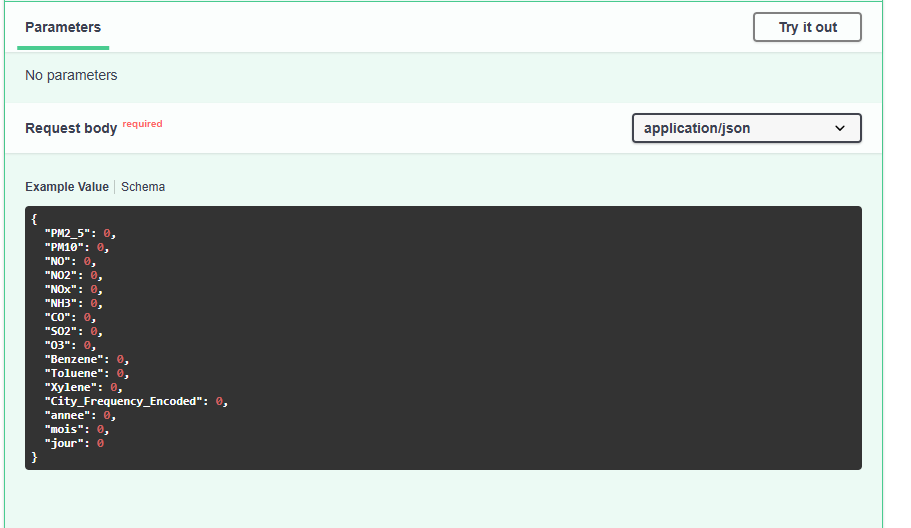 Parameters
Try it out
No parameters
Request body required
application/json
Example Value Schema
{
"PM2_5": 0,
"PM10": 0,
"NO": 0,
"NO2": 0,
"NOx": 0,
"NH3": 0,
"CO": 0,
"SO2": 0,
"O3": 0,
"Benzene": 0,
"Toluene": 0,
"Xylene": 0,
"City_Frequency_Encoded": 0,
"annee": 0,
"mois": 0,
"jour": 0
}